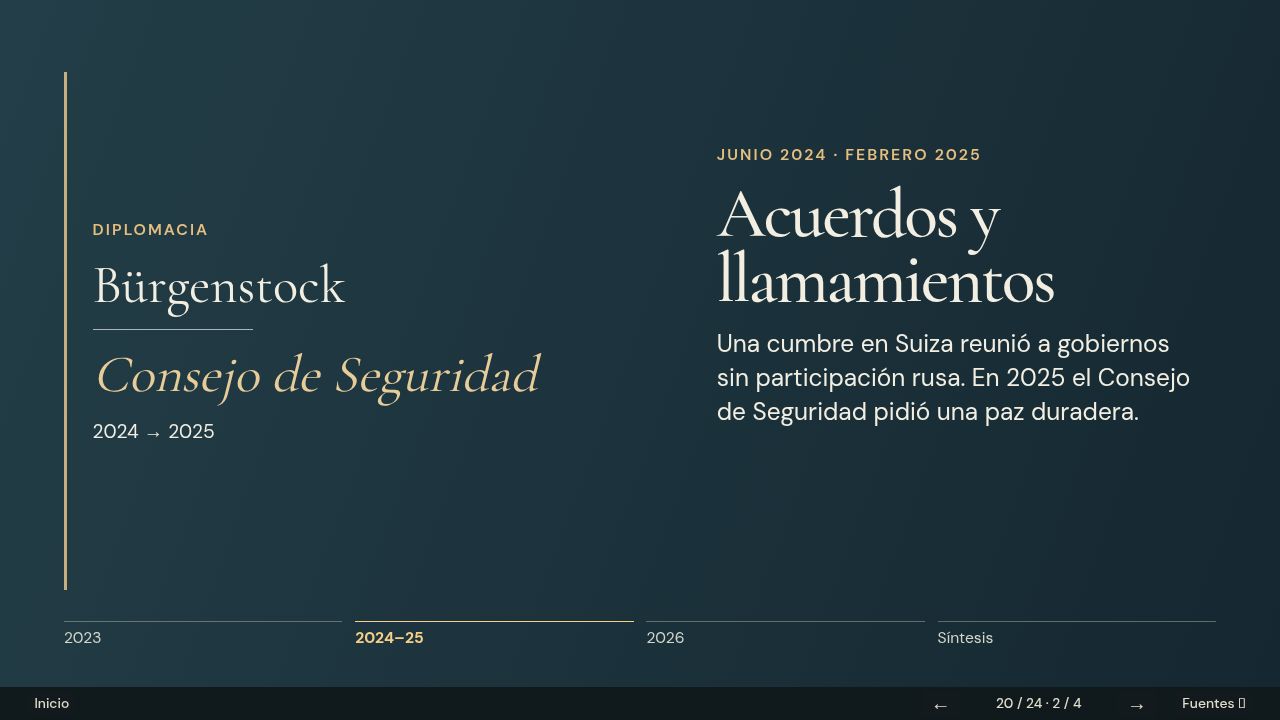 DIPLOMACIA
Bürgenstock
Consejo de Seguridad
2024 → 2025
JUNIO 2024 · FEBRERO 2025
Acuerdos y
llamamientos
Una cumbre en Suiza reunió a gobiernos
sin participación rusa. En 2025 el Consejo
de Seguridad pidió una paz duradera.
2023
2024–25
2026
Síntesis
Inicio
←
20 / 24 · 2 / 4
→
Fuentes